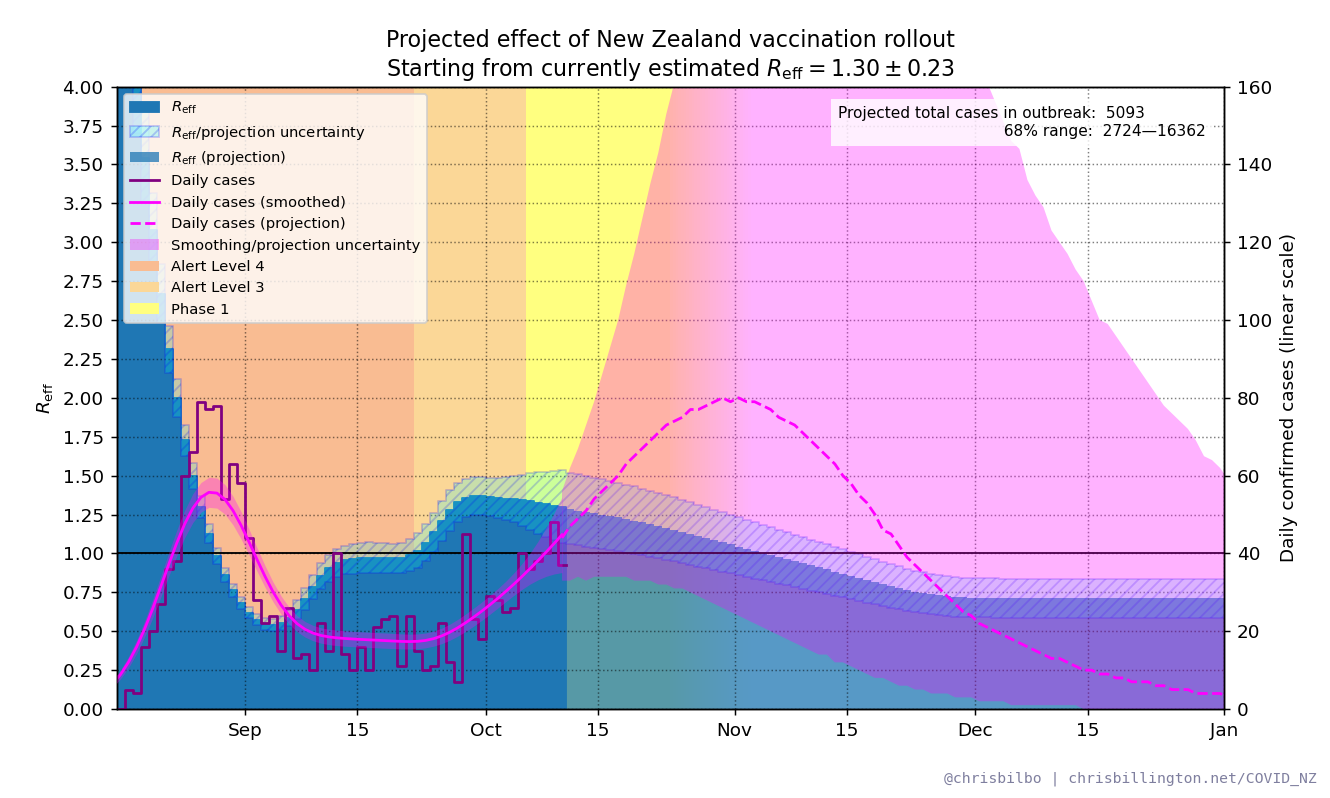 Projected effect of New Zealand vaccination rollout
Starting from currently estimated R_eff = 1.30 ± 0.23
4.00
3.75
3.50
3.25
3.00
2.75
2.50
2.25
2.00
1.75
1.50
1.25
1.00
0.75
0.50
0.25
0.00
R_eff
R_eff
R_eff/projection uncertainty
R_eff (projection)
Daily cases
Daily cases (smoothed)
Daily cases (projection)
Smoothing/projection uncertainty
Alert Level 4
Alert Level 3
Phase 1
Projected total cases in outbreak: 5093
68% range: 2724—16362
160
140
120
100
80
60
40
20
0
Daily confirmed cases (linear scale)
Sep 15 Oct 15 Nov 15 Dec 15 Jan
@chrisbilbo | chrisbillington.net/COVID_NZ